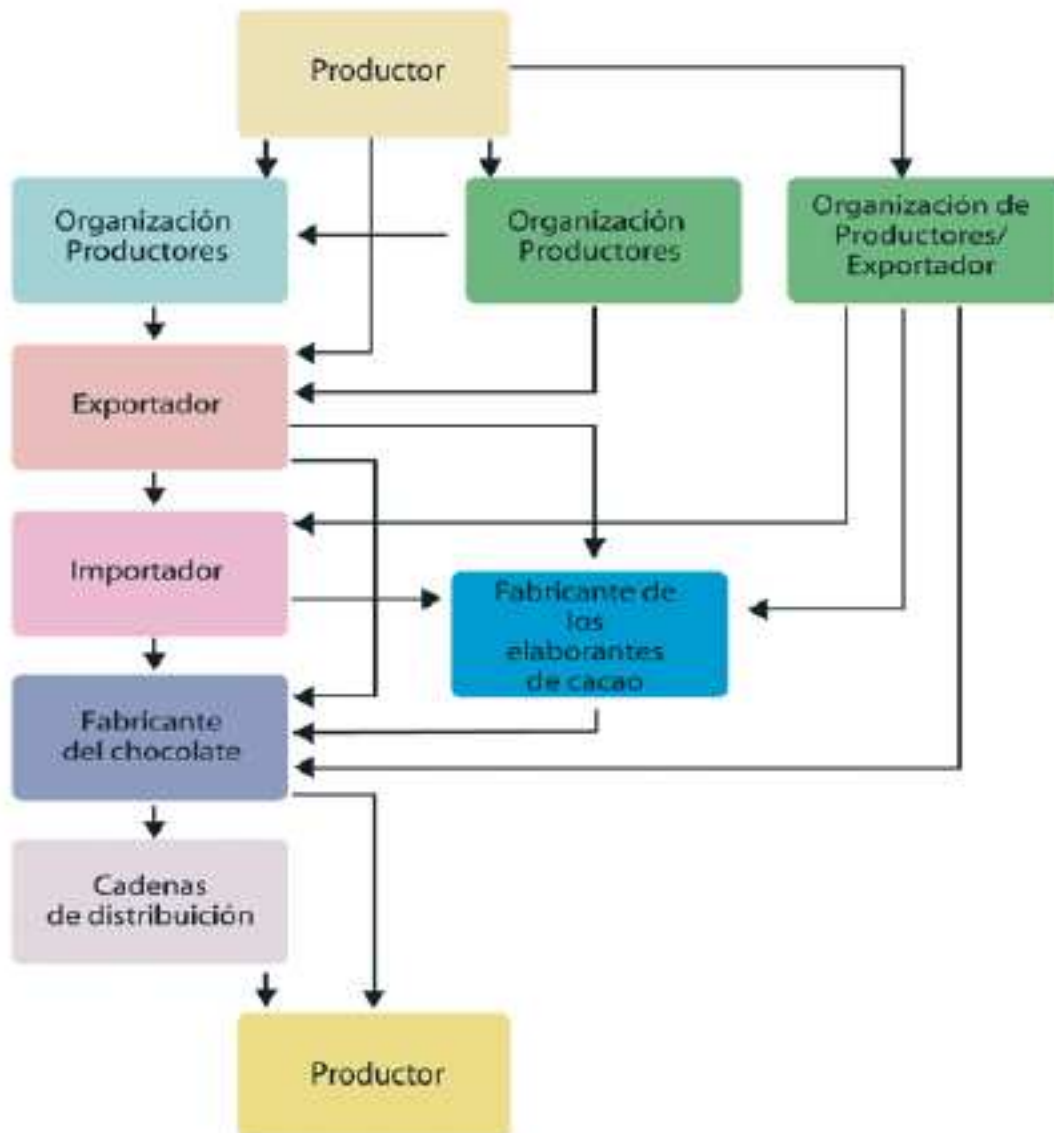 Productor
Organización
Productores
Organización
Productores
Organización de
Productores/
Exportador
Exportador
Importador
Fabricante de
los
elaborantes
de cacao
Fabricante
del chocolate
Cadenas
de distribuición
Productor